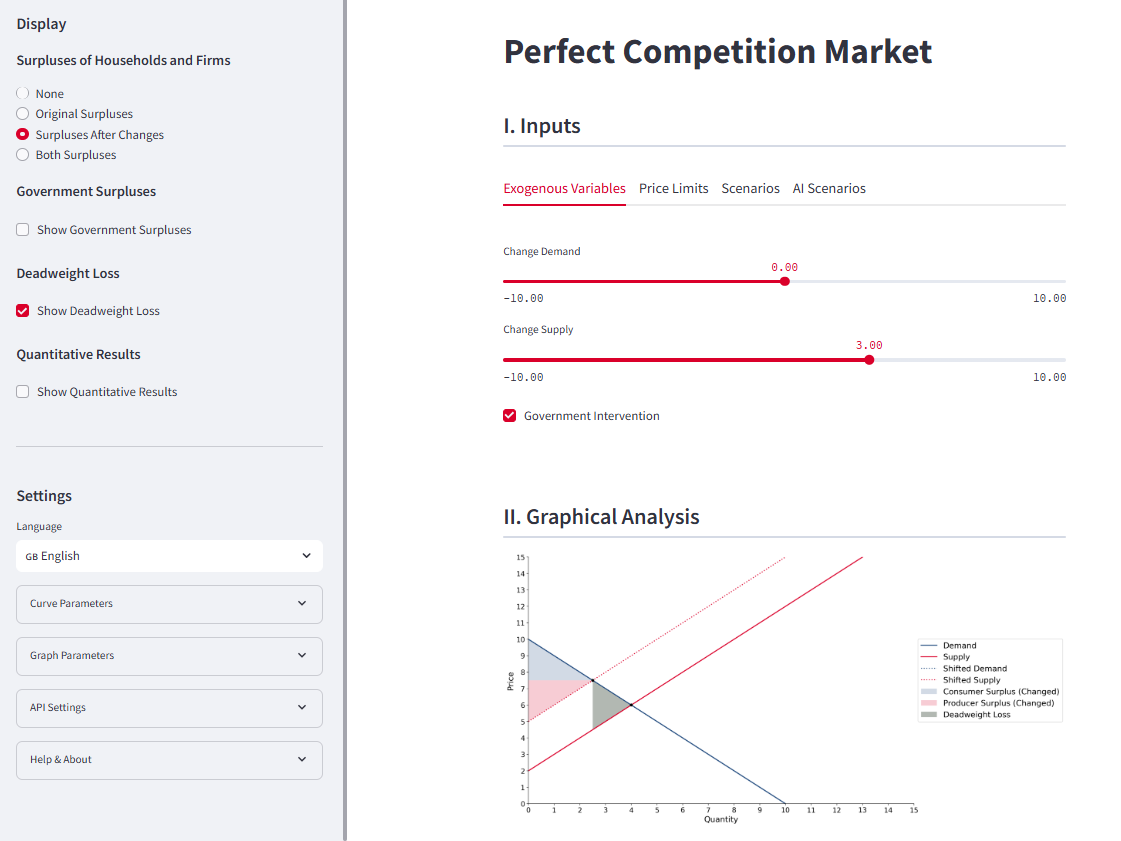 Display
Surpluses of Households and Firms
None
Original Surpluses
Surpluses After Changes
Both Surpluses
Government Surpluses
Show Government Surpluses
Deadweight Loss
Show Deadweight Loss
Quantitative Results
Show Quantitative Results
Settings
Language
GB English
Curve Parameters
Graph Parameters
API Settings
Help & About
Perfect Competition Market
I. Inputs
Exogenous Variables Price Limits Scenarios AI Scenarios
Change Demand
0.00
-10.00 10.00
Change Supply
3.00
-10.00 10.00
Government Intervention
II. Graphical Analysis
15
14
13
12
11
10
9
8
7
6
5
4
3
2
1
0
Price
0 1 2 3 4 5 6 7 8 9 10 11 12 13 14 15
Quantity
Demand
Supply
Shifted Demand
Shifted Supply
Consumer Surplus (Changed)
Producer Surplus (Changed)
Deadweight Loss